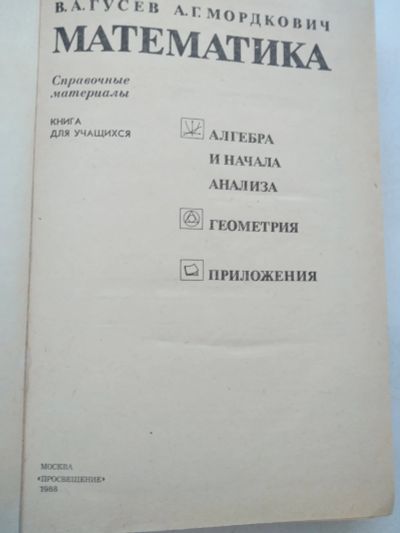 В.А.ГУСЕВ А.Г.МОРДКОВИЧ
МАТЕМАТИКА
Справочные
материалы
КНИГА
ДЛЯ УЧАЩИХСЯ
АЛГЕБРА
И НАЧАЛА
АНАЛИЗА
ГЕОМЕТРИЯ
ПРИЛОЖЕНИЯ
МОСКВА
«ПРОСВЕЩЕНИЕ»
1988